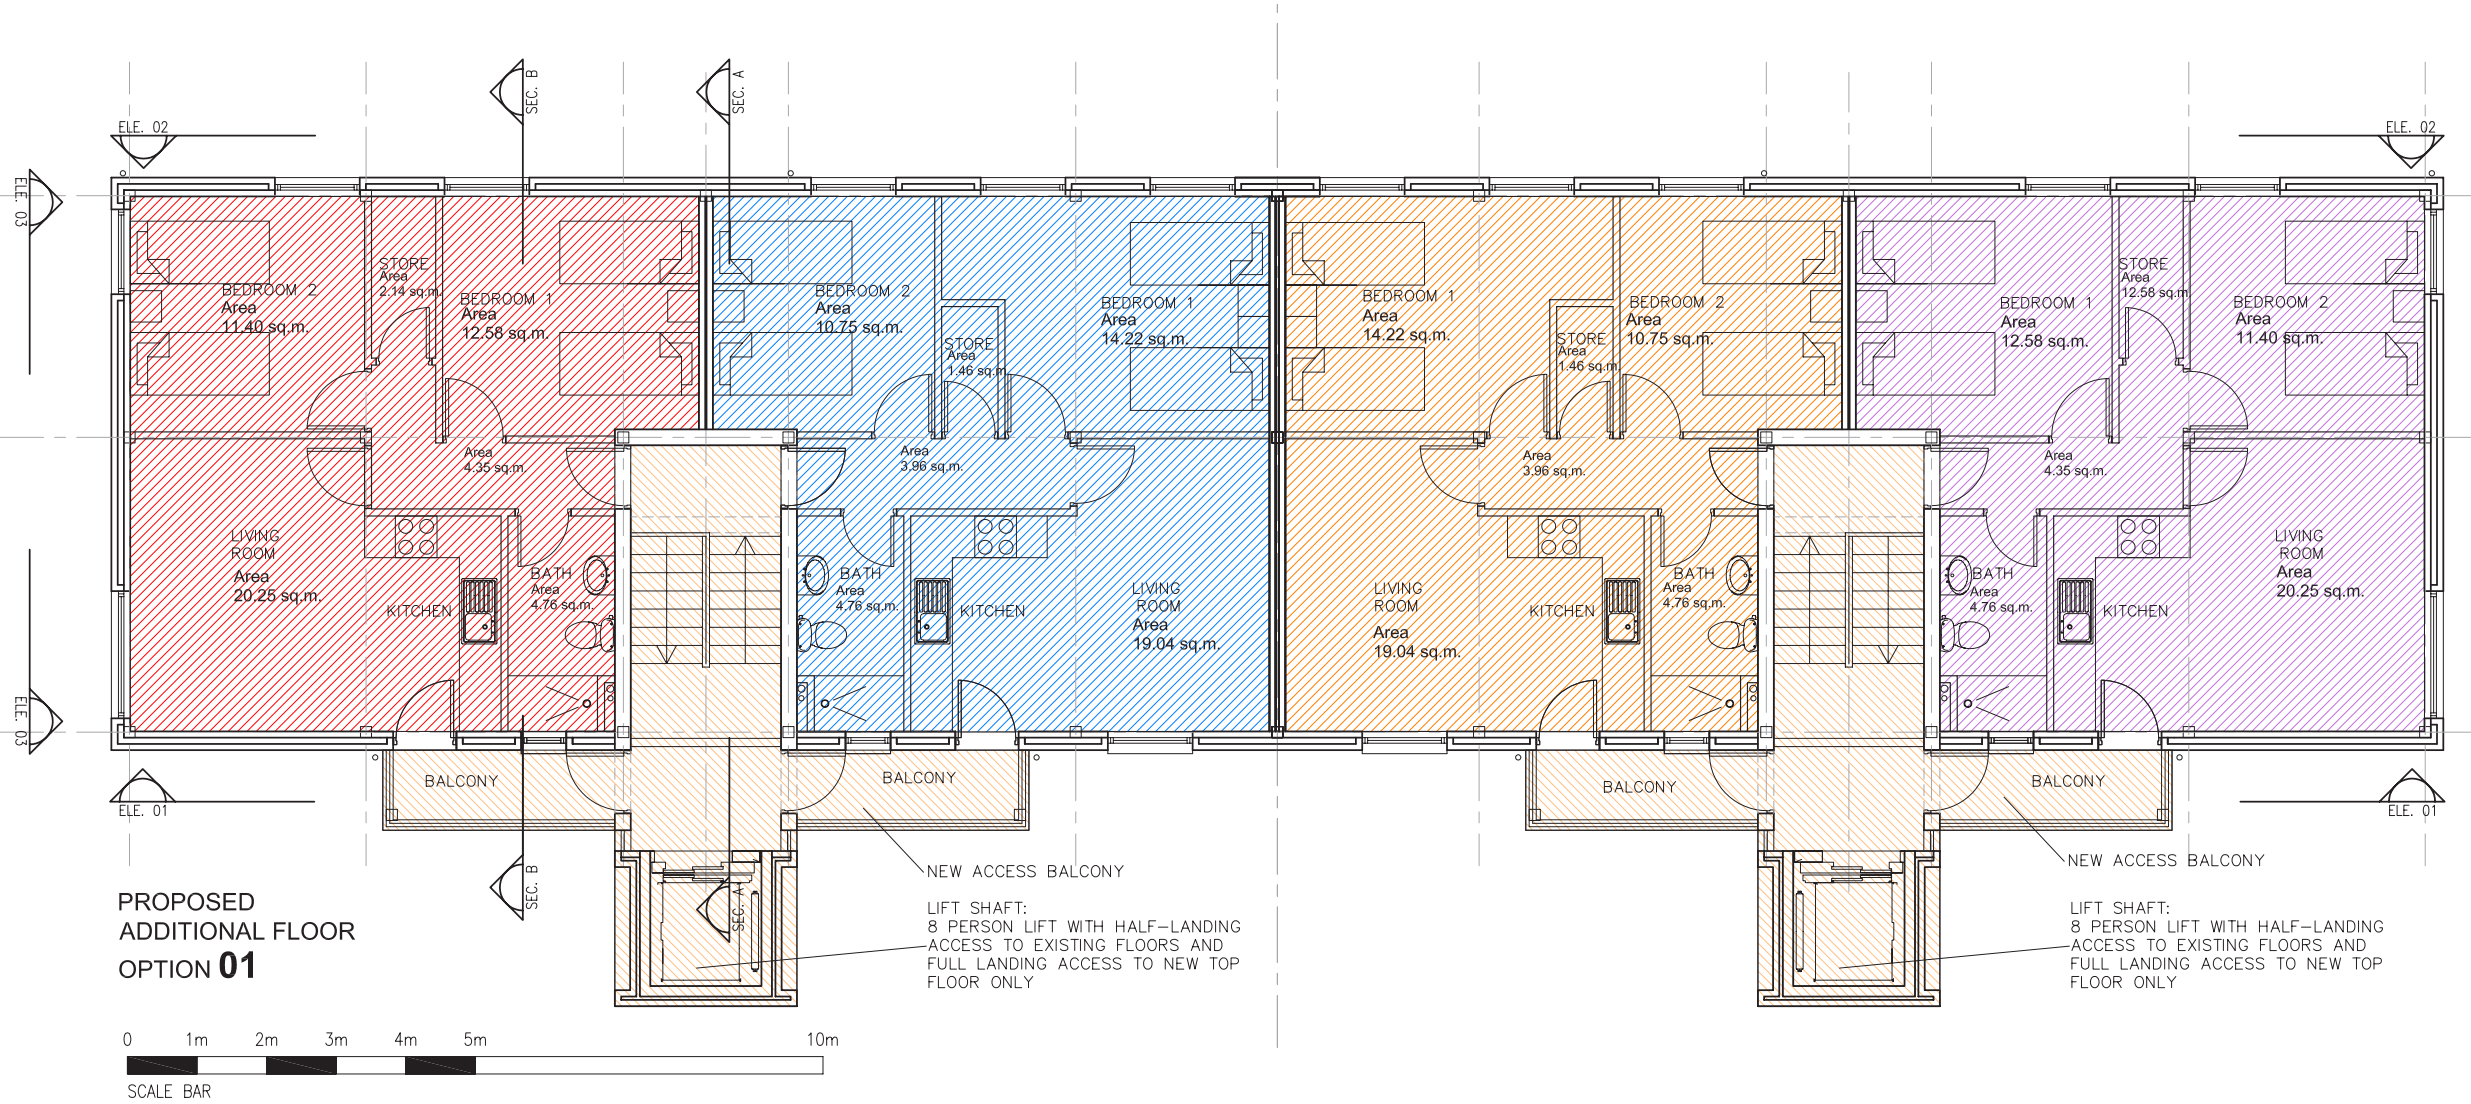 SEC. B
SEC. A
ELE. 02
ELE. 02
ELE. 03
STORE
Area
2.14 sq.m.
BEDROOM 2
Area
11.40 sq.m.
BEDROOM 1
Area
12.58 sq.m.
BEDROOM 2
Area
10.75 sq.m.
BEDROOM 1
Area
14.22 sq.m.
STORE
Area
1.46 sq.m.
BEDROOM 1
Area
14.22 sq.m.
STORE
Area
1.46 sq.m.
BEDROOM 2
Area
10.75 sq.m.
BEDROOM 1
Area
12.58 sq.m.
STORE
Area
12.58 sq.m.
BEDROOM 2
Area
11.40 sq.m.
Area
4.35 sq.m.
Area
3.96 sq.m.
Area
3.96 sq.m.
Area
4.35 sq.m.
LIVING
ROOM
Area
20.25 sq.m.
KITCHEN
BATH
Area
4.76 sq.m.
BATH
Area
4.76 sq.m.
KITCHEN
LIVING
ROOM
Area
19.04 sq.m.
LIVING
ROOM
Area
19.04 sq.m.
KITCHEN
BATH
Area
4.76 sq.m.
BATH
Area
4.76 sq.m.
KITCHEN
LIVING
ROOM
Area
20.25 sq.m.
ELE. 03
BALCONY
BALCONY
BALCONY
BALCONY
ELE. 01
ELE. 01
SEC. B
SEC. A
NEW ACCESS BALCONY
LIFT SHAFT:
8 PERSON LIFT WITH HALF-LANDING
ACCESS TO EXISTING FLOORS AND
FULL LANDING ACCESS TO NEW TOP
FLOOR ONLY
NEW ACCESS BALCONY
LIFT SHAFT:
8 PERSON LIFT WITH HALF-LANDING
ACCESS TO EXISTING FLOORS AND
FULL LANDING ACCESS TO NEW TOP
FLOOR ONLY
PROPOSED
ADDITIONAL FLOOR
OPTION 01
0 1m 2m 3m 4m 5m 10m
SCALE BAR